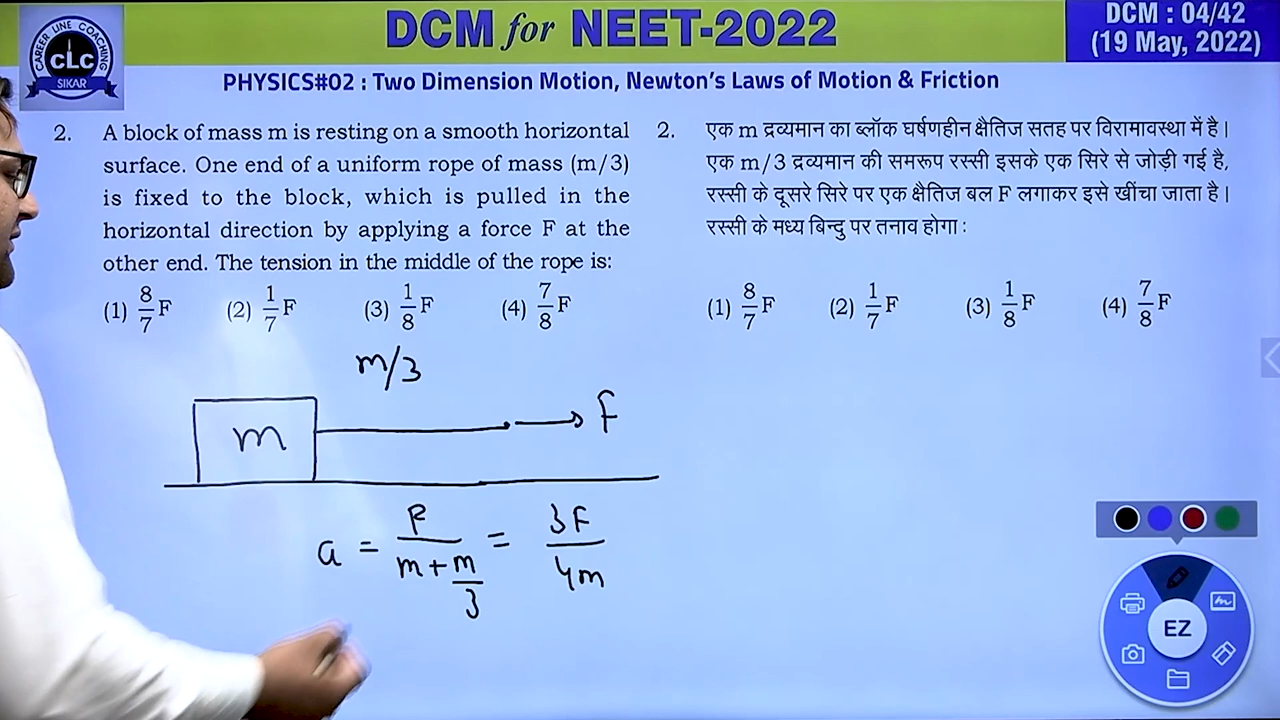 CAREER LINE COACHING
CLC
SIKAR
DCM for NEET-2022
DCM : 04/42
(19 May, 2022)
PHYSICS#02 : Two Dimension Motion, Newton's Laws of Motion & Friction
2. A block of mass m is resting on a smooth horizontal
surface. One end of a uniform rope of mass (m/3)
is fixed to the block, which is pulled in the
horizontal direction by applying a force F at the
other end. The tension in the middle of the rope is:
(1) 8/7 F (2) 1/7 F (3) 1/8 F (4) 7/8 F
2. एक m द्रव्यमान का ब्लॉक घर्षणहीन क्षैतिज सतह पर विरामावस्था में है।
एक m/3 द्रव्यमान की समरूप रस्सी इसके एक सिरे से जोड़ी गई है,
रस्सी के दूसरे सिरे पर एक क्षैतिज बल F लगाकर इसे खींचा जाता है।
रस्सी के मध्य बिन्दु पर तनाव होगा :
(1) 8/7 F (2) 1/7 F (3) 1/8 F (4) 7/8 F
m/3
m
F
a = F/(m + m/3) = 3F/4m
EZ